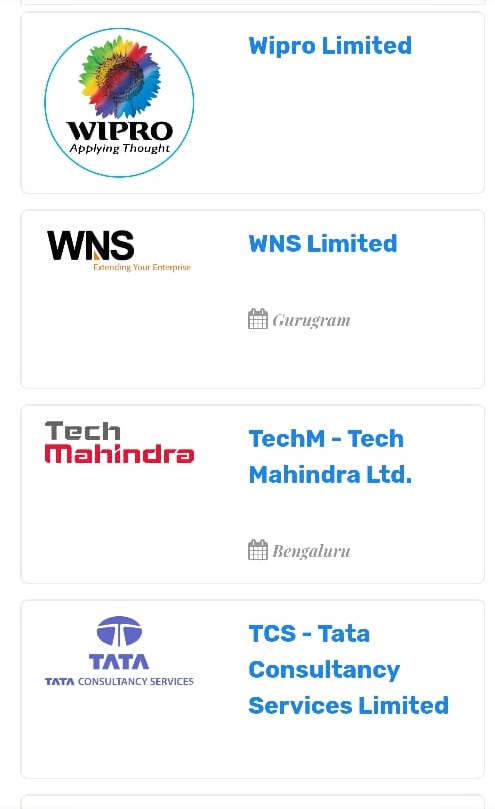 WIPRO
Applying Thought
Wipro Limited
WNS
Extending Your Enterprise
WNS Limited
Gurugram
Tech
Mahindra
TechM - Tech
Mahindra Ltd.
Bengaluru
TATA
TATA CONSULTANCY SERVICES
TCS - Tata
Consultancy
Services Limited